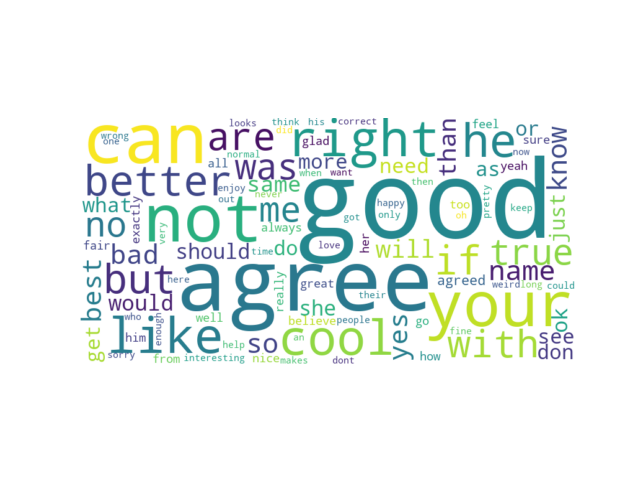 looks think his correct
wrong one did
can are right he or feel
sure now
normal all was more glad than
need as yeah know
better same when want then
enjoy out
what me got happy only too oh pretty keep just
no not good
exactly very always her
fair bad should do time love will if true
here
but agree your name
best would really great their agreed weird long could
she
who him enough well believe people go fine ok
like so cool yes with see
help an
get sorry from interesting nice makes dont how don
never